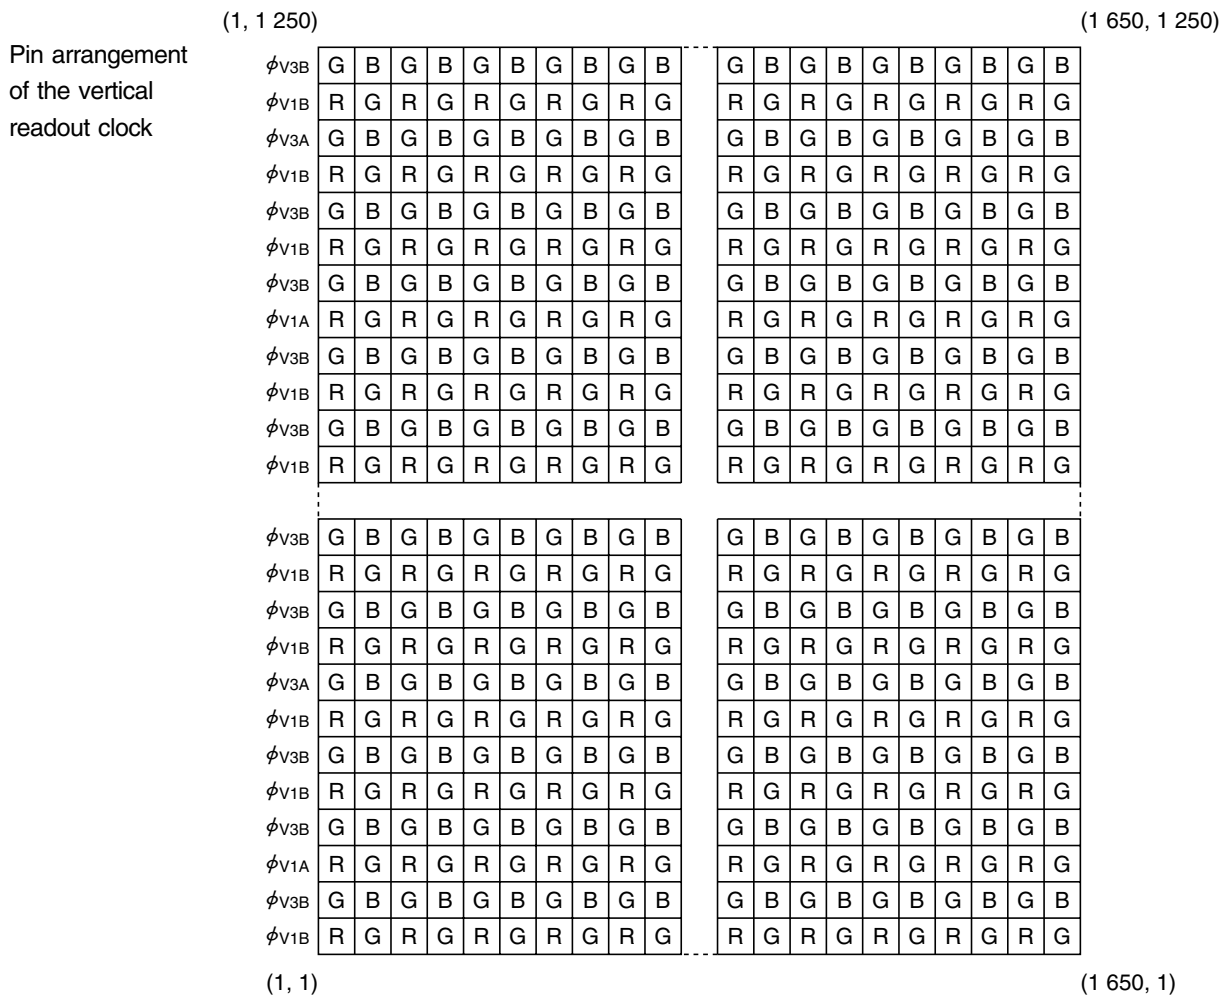 (1, 1 250) (1 650, 1 250)
Pin arrangement
of the vertical
readout clock
ϕV3B G B G B G B G B G B G B G B G B G B G B
ϕV1B R G R G R G R G R G R G R G R G R G R G
ϕV3A G B G B G B G B G B G B G B G B G B G B
ϕV1B R G R G R G R G R G R G R G R G R G R G
ϕV3B G B G B G B G B G B G B G B G B G B G B
ϕV1B R G R G R G R G R G R G R G R G R G R G
ϕV3B G B G B G B G B G B G B G B G B G B G B
ϕV1A R G R G R G R G R G R G R G R G R G R G
ϕV3B G B G B G B G B G B G B G B G B G B G B
ϕV1B R G R G R G R G R G R G R G R G R G R G
ϕV3B G B G B G B G B G B G B G B G B G B G B
ϕV1B R G R G R G R G R G R G R G R G R G R G
ϕV3B G B G B G B G B G B G B G B G B G B G B
ϕV1B R G R G R G R G R G R G R G R G R G R G
ϕV3B G B G B G B G B G B G B G B G B G B G B
ϕV1B R G R G R G R G R G R G R G R G R G R G
ϕV3A G B G B G B G B G B G B G B G B G B G B
ϕV1B R G R G R G R G R G R G R G R G R G R G
ϕV3B G B G B G B G B G B G B G B G B G B G B
ϕV1B R G R G R G R G R G R G R G R G R G R G
ϕV3B G B G B G B G B G B G B G B G B G B G B
ϕV1A R G R G R G R G R G R G R G R G R G R G
ϕV3B G B G B G B G B G B G B G B G B G B G B
ϕV1B R G R G R G R G R G R G R G R G R G R G
(1, 1) (1 650, 1)